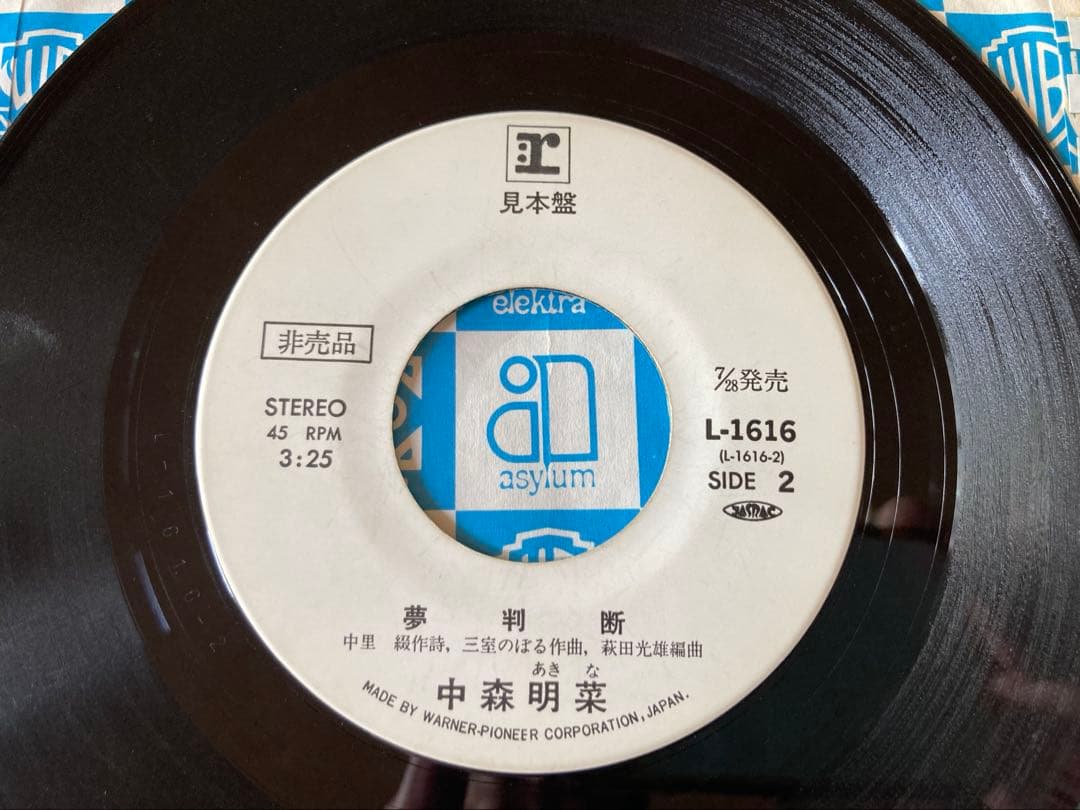 r
見本盤
非売品
STEREO
45 RPM
3:25
elektra
asylum
7/28発売
L-1616
(L-1616-2)
SIDE 2
JASRAC
夢判断
中里 綴作詩, 三室のぼる作曲, 萩田光雄編曲
あき な
中森明菜
MADE BY WARNER-PIONEER CORPORATION, JAPAN.